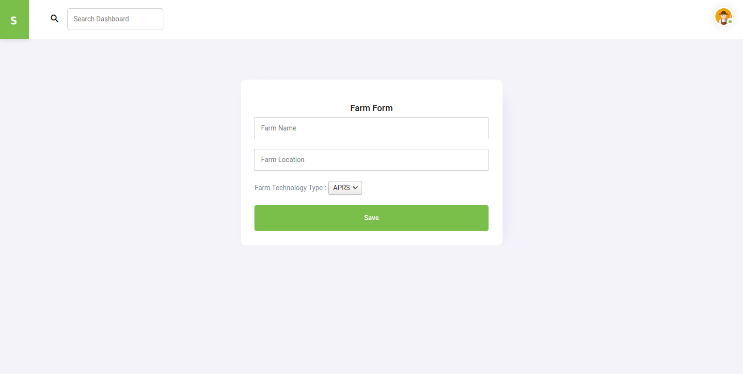 S
Search Dashboard
Farm Form
Farm Name
Farm Location
Farm Technology Type : APRS
Save